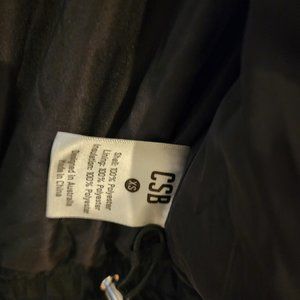 CSB
XS
Shell: 100% Polyester
Lining: 100% Polyester
Insulation: 100% Polyester
Designed in Australia
Made in China